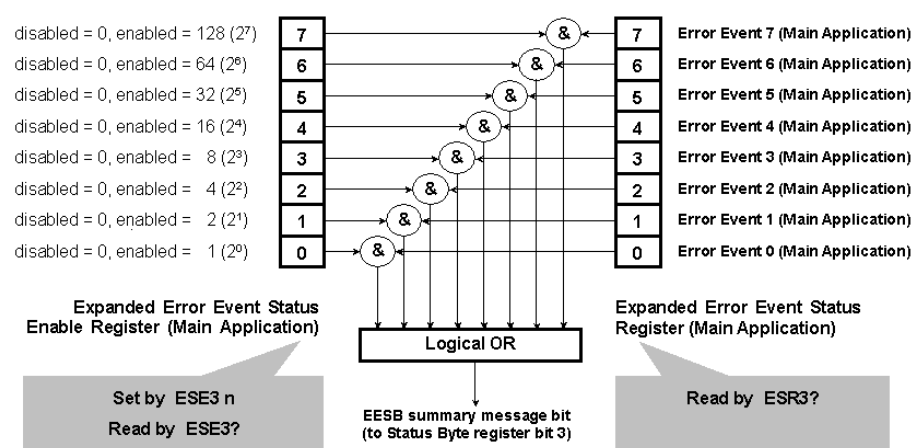 disabled = 0, enabled = 128 (2⁷) 7 & 7 Error Event 7 (Main Application)
disabled = 0, enabled = 64 (2⁶) 6 & 6 Error Event 6 (Main Application)
disabled = 0, enabled = 32 (2⁵) 5 & 5 Error Event 5 (Main Application)
disabled = 0, enabled = 16 (2⁴) 4 & 4 Error Event 4 (Main Application)
disabled = 0, enabled = 8 (2³) 3 & 3 Error Event 3 (Main Application)
disabled = 0, enabled = 4 (2²) 2 & 2 Error Event 2 (Main Application)
disabled = 0, enabled = 2 (2¹) 1 & 1 Error Event 1 (Main Application)
disabled = 0, enabled = 1 (2⁰) 0 & 0 Error Event 0 (Main Application)
Expanded Error Event Status
Enable Register (Main Application)
Expanded Error Event Status
Register (Main Application)
Logical OR
Set by ESE3 n
Read by ESE3?
Read by ESR3?
EESB summary message bit
(to Status Byte register bit 3)